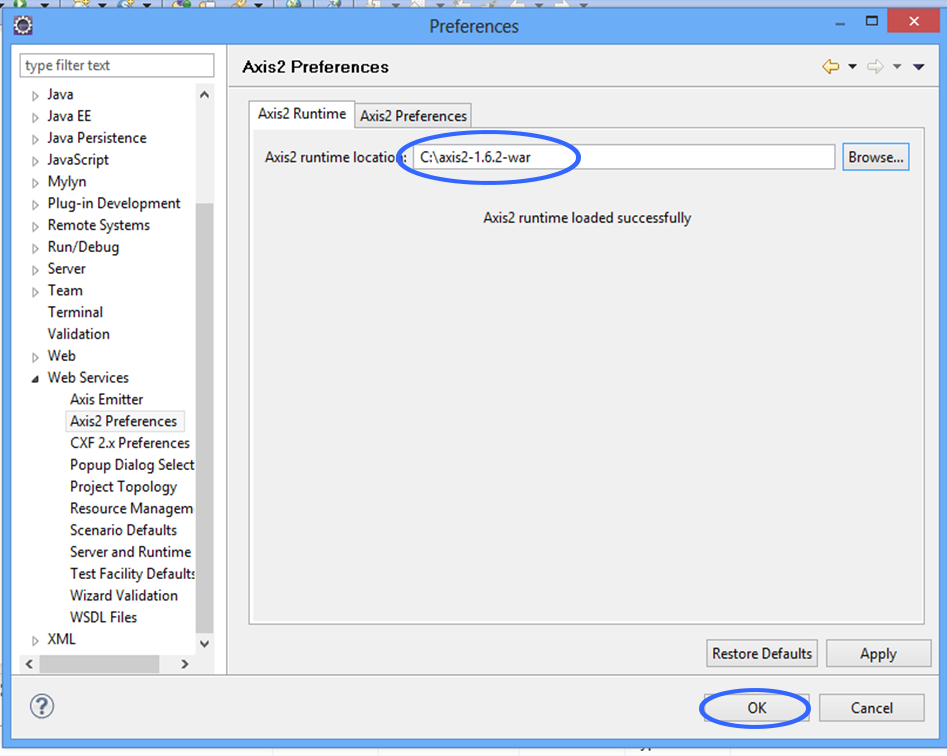 Preferences
type filter text
Axis2 Preferences
Java
Java EE
Java Persistence
JavaScript
Mylyn
Plug-in Development
Remote Systems
Run/Debug
Server
Team
Terminal
Validation
Web
Web Services
Axis Emitter
Axis2 Preferences
CXF 2.x Preferences
Popup Dialog Select
Project Topology
Resource Managem
Scenario Defaults
Server and Runtime
Test Facility Defaults
Wizard Validation
WSDL Files
XML
Axis2 Runtime
Axis2 Preferences
Axis2 runtime location: C:\axis2-1.6.2-war Browse...
Axis2 runtime loaded successfully
Restore Defaults Apply
OK Cancel